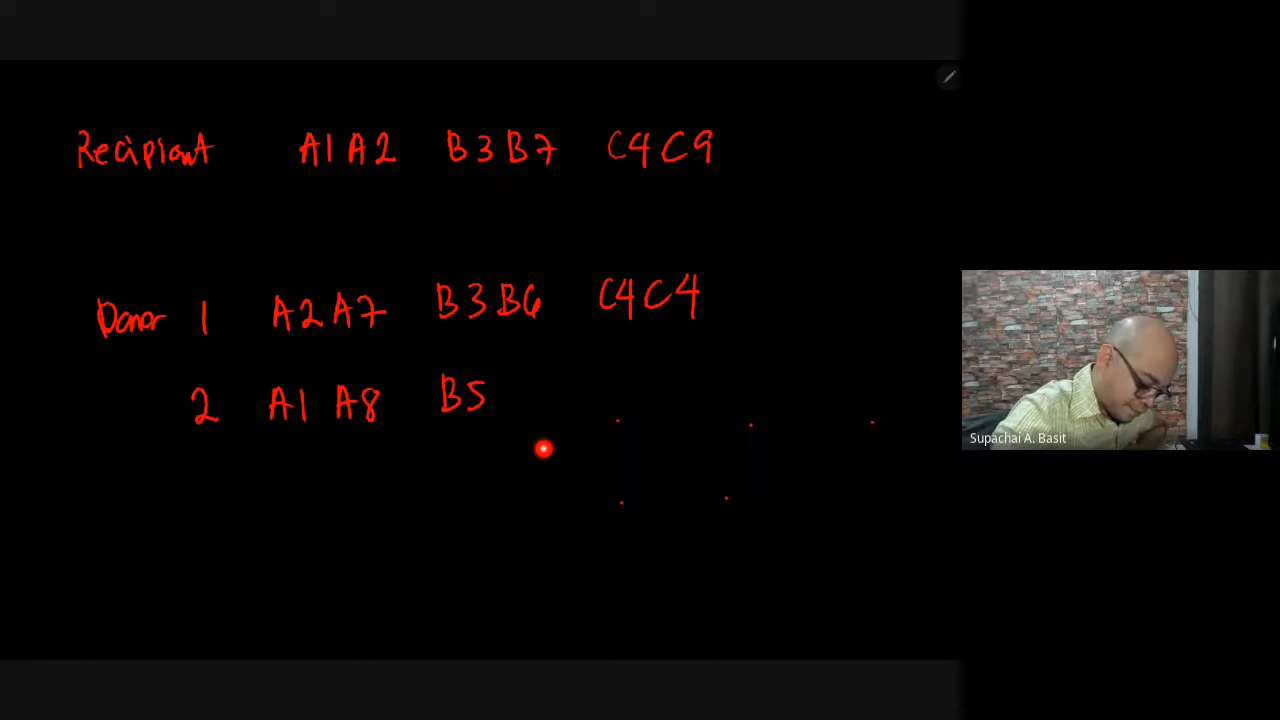 Recipiant A1 A2 B3 B7 C4 C9
Donor 1 A2 A7 B3 B6 C4 C4
2 A1 A8 B5
Supachai A. Basit